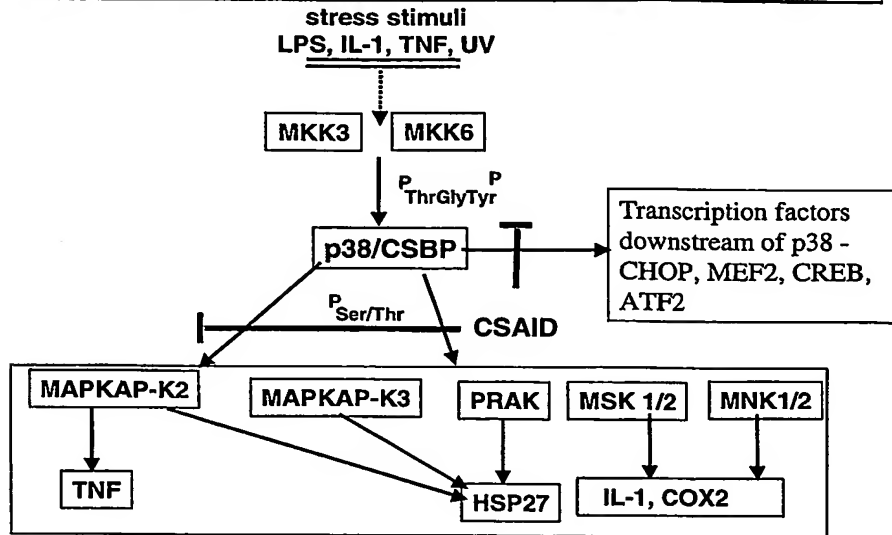 stress stimuli
LPS, IL-1, TNF, UV
MKK3
MKK6
P
ThrGlyTyr
P
p38/CSBP
Transcription factors
downstream of p38 -
CHOP, MEF2, CREB,
ATF2
P
Ser/Thr
CSAID
MAPKAP-K2
MAPKAP-K3
PRAK
MSK 1/2
MNK1/2
TNF
HSP27
IL-1, COX2